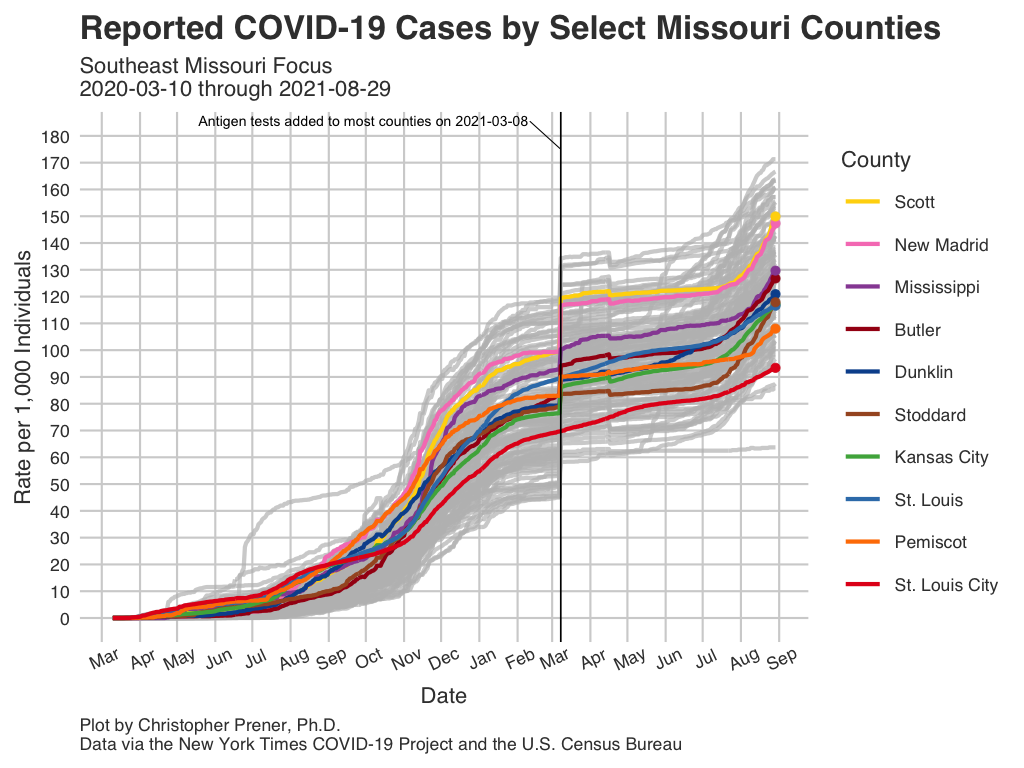 Reported COVID-19 Cases by Select Missouri Counties
Southeast Missouri Focus
2020-03-10 through 2021-08-29
Antigen tests added to most counties on 2021-03-08
180
170
160
150
140
130
120
110
100
90
80
70
60
50
40
30
20
10
0
Rate per 1,000 Individuals
Mar Apr May Jun Jul Aug Sep Oct Nov Dec Jan Feb Mar Apr May Jun Jul Aug Sep
Date
County
Scott
New Madrid
Mississippi
Butler
Dunklin
Stoddard
Kansas City
St. Louis
Pemiscot
St. Louis City
Plot by Christopher Prener, Ph.D.
Data via the New York Times COVID-19 Project and the U.S. Census Bureau